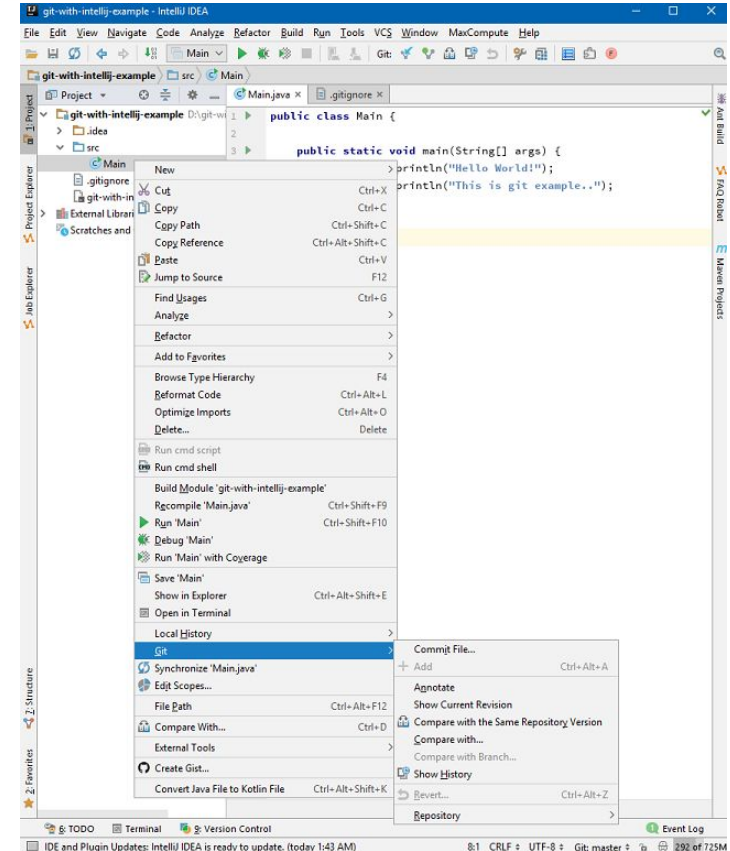 git-with-intellij-example - IntelliJ IDEA
File Edit View Navigate Code Analyze Refactor Build Run Tools VCS Window MaxCompute Help
Main Git:
git-with-intellij-example src Main
Project Main.java × .gitignore ×
git-with-intellij-example D:\git-wi
.idea
src
Main
.gitignore
git-with-in
External Librari
Scratches and
1 public class Main {
2
3 public static void main(String[] args) {
println("Hello World!");
println("This is git example..");
New
Cut Ctrl+X
Copy Ctrl+C
Copy Path Ctrl+Shift+C
Copy Reference Ctrl+Alt+Shift+C
Paste Ctrl+V
Jump to Source F12
Find Usages Ctrl+G
Analyze
Refactor
Add to Favorites
Browse Type Hierarchy F4
Reformat Code Ctrl+Alt+L
Optimize Imports Ctrl+Alt+O
Delete... Delete
Run cmd script
Run cmd shell
Build Module 'git-with-intellij-example'
Recompile 'Main.java' Ctrl+Shift+F9
Run 'Main' Ctrl+Shift+F10
Debug 'Main'
Run 'Main' with Coverage
Save 'Main'
Show in Explorer Ctrl+Alt+Shift+E
Open in Terminal
Local History
Git
Synchronize 'Main.java'
Edit Scopes...
File Path Ctrl+Alt+F12
Compare With... Ctrl+D
External Tools
Create Gist...
Convert Java File to Kotlin File Ctrl+Alt+Shift+K
Commit File...
Add Ctrl+Alt+A
Annotate
Show Current Revision
Compare with the Same Repository Version
Compare with...
Compare with Branch...
Show History
Revert... Ctrl+Alt+Z
Repository
1: Project
Project Explorer
Job Explorer
7: Structure
2: Favorites
Ant Build
FAQ Robot
Maven Projects
6: TODO Terminal 9: Version Control Event Log
IDE and Plugin Updates: IntelliJ IDEA is ready to update. (today 1:43 AM) 8:1 CRLF UTF-8 Git: master 292 of 725M